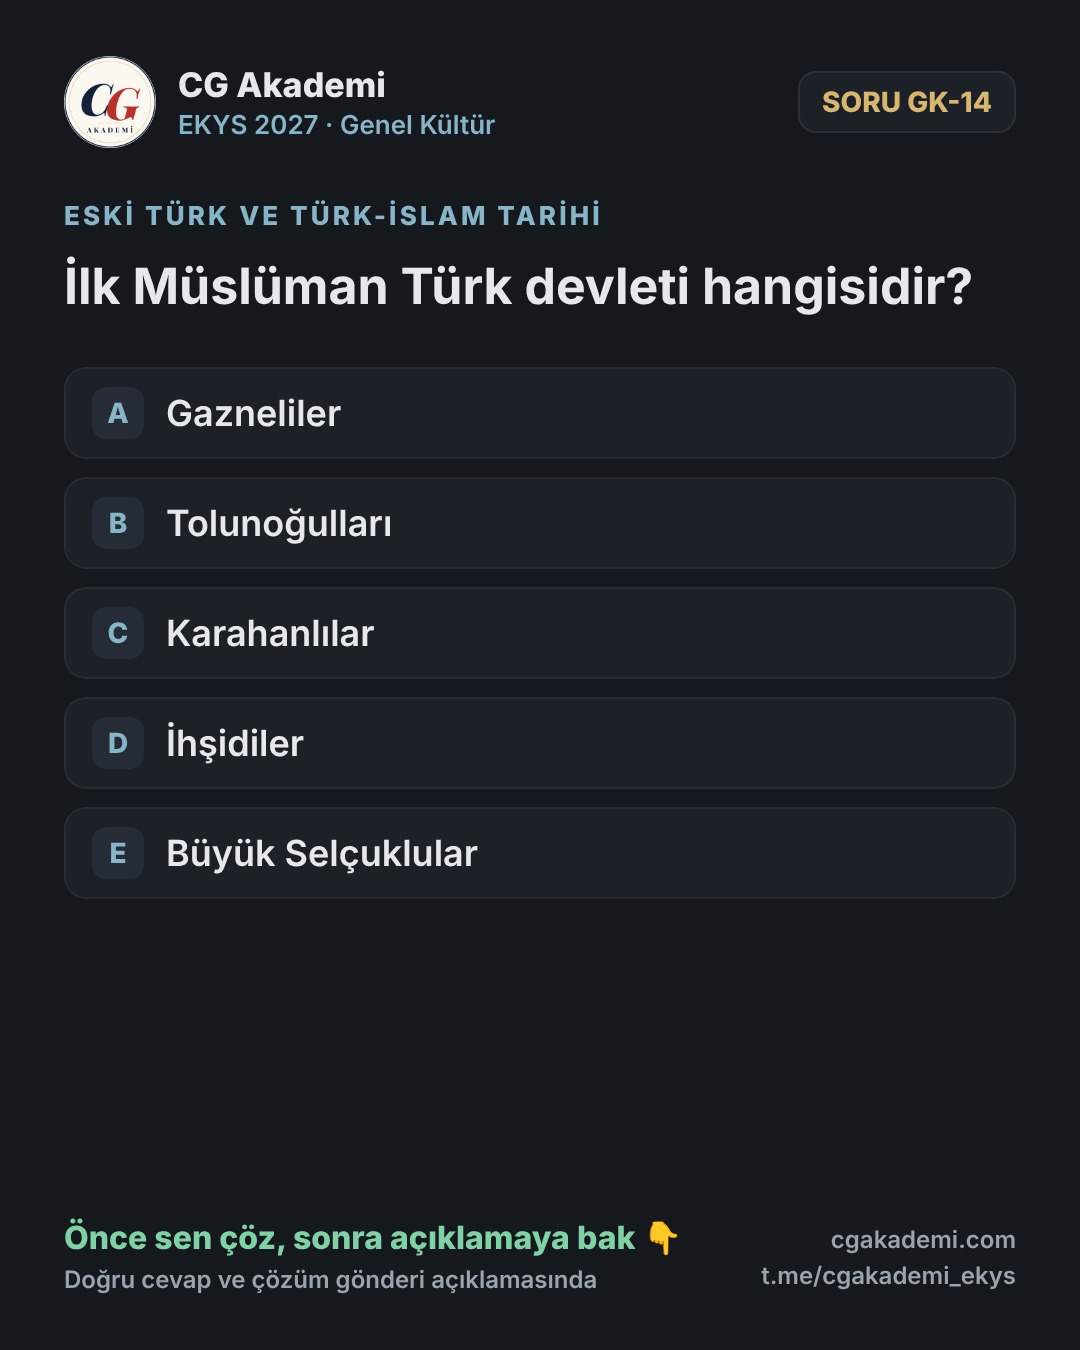 CG
AKADEMİ
CG Akademi
EKYS 2027 · Genel Kültür
SORU GK-14
ESKİ TÜRK VE TÜRK-İSLAM TARİHİ
İlk Müslüman Türk devleti hangisidir?
A Gazneliler
B Tolunoğulları
C Karahanlılar
D İhşidiler
E Büyük Selçuklular
Önce sen çöz, sonra açıklamaya bak 👇
Doğru cevap ve çözüm gönderi açıklamasında
cgakademi.com
t.me/cgakademi_ekys